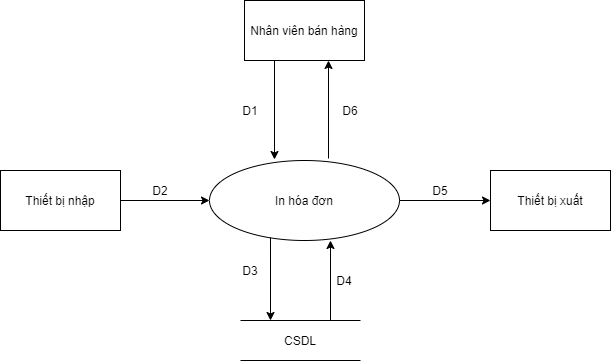 Nhân viên bán hàng
D1
D6
Thiết bị nhập
D2
In hóa đơn
D5
Thiết bị xuất
D3
D4
CSDL